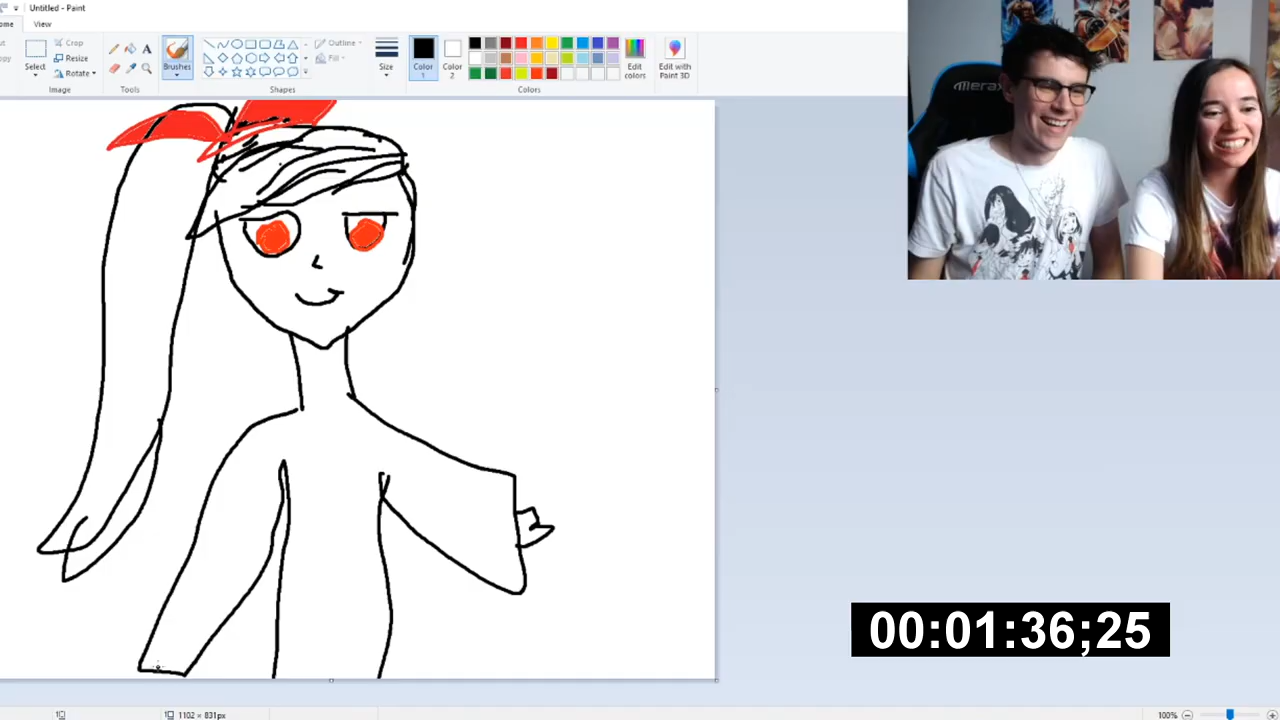 Untitled - Paint
ome View
Select
Crop
Resize
Rotate
Image
A
Tools
Brushes
Outline
Fill
Shapes
Size
Color
1
Color
2
Edit
colors
Edit with
Paint 3D
Colors
Merax
00:01:36;25
1102 × 831px
100%